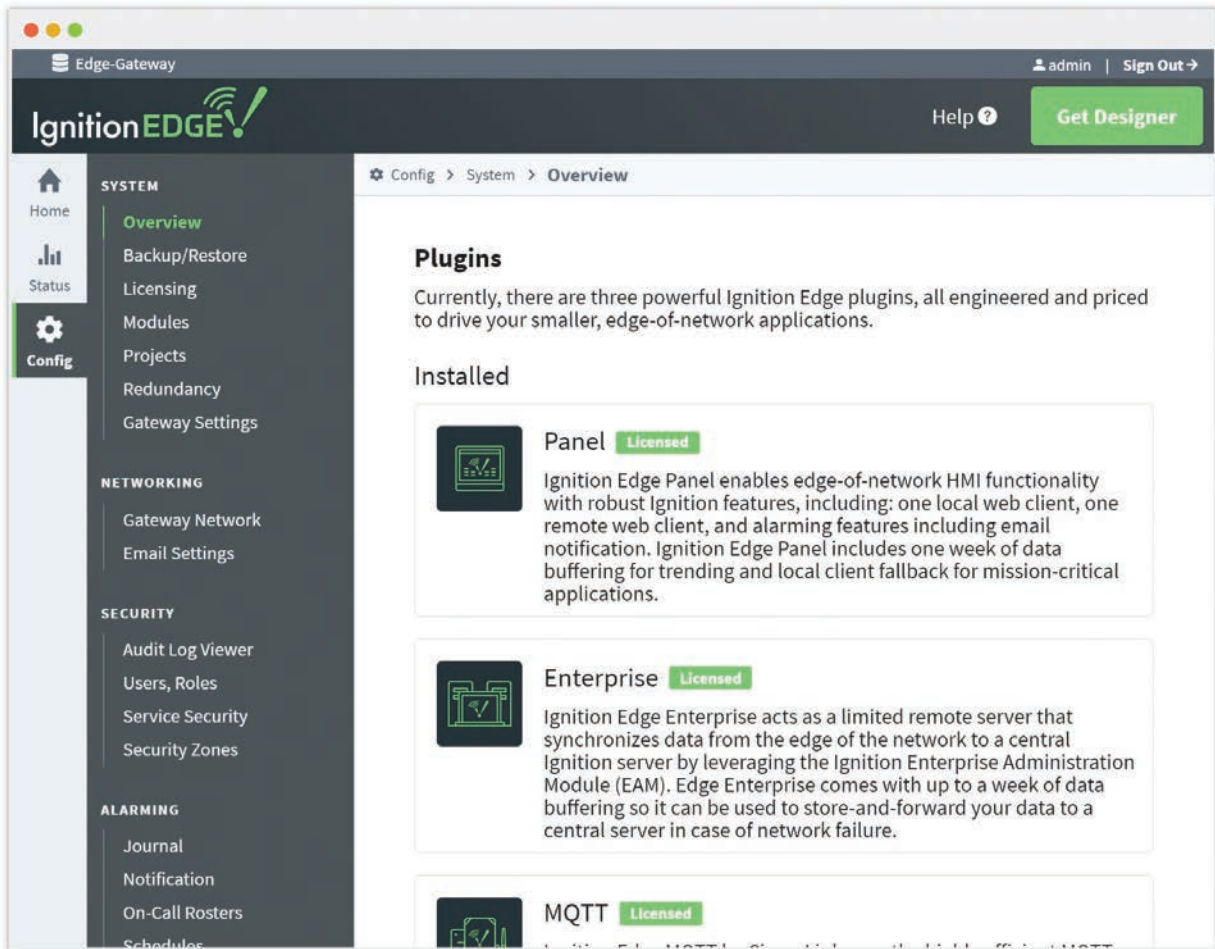 Edge-Gateway
admin | Sign Out
Ignition EDGE
Help
Get Designer
Home
Status
Config
SYSTEM
Overview
Backup/Restore
Licensing
Modules
Projects
Redundancy
Gateway Settings
NETWORKING
Gateway Network
Email Settings
SECURITY
Audit Log Viewer
Users, Roles
Service Security
Security Zones
ALARMING
Journal
Notification
On-Call Rosters
Schedules
Config > System > Overview
Plugins
Currently, there are three powerful Ignition Edge plugins, all engineered and priced
to drive your smaller, edge-of-network applications.
Installed
Panel Licensed
Ignition Edge Panel enables edge-of-network HMI functionality
with robust Ignition features, including: one local web client, one
remote web client, and alarming features including email
notification. Ignition Edge Panel includes one week of data
buffering for trending and local client fallback for mission-critical
applications.
Enterprise Licensed
Ignition Edge Enterprise acts as a limited remote server that
synchronizes data from the edge of the network to a central
Ignition server by leveraging the Ignition Enterprise Administration
Module (EAM). Edge Enterprise comes with up to a week of data
buffering so it can be used to store-and-forward your data to a
central server in case of network failure.
MQTT Licensed